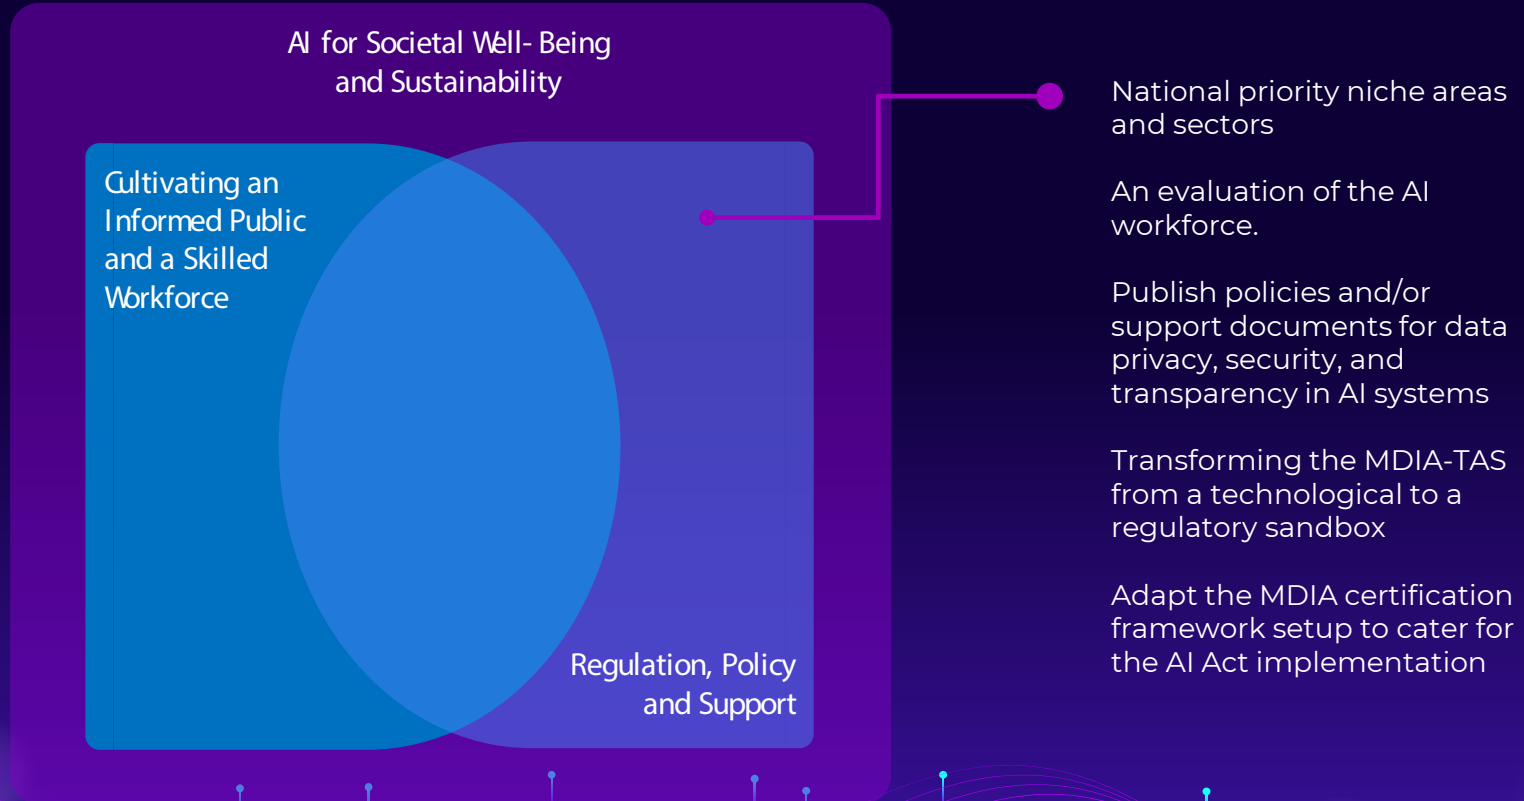 AI for Societal Well-Being
and Sustainability
Cultivating an
Informed Public
and a Skilled
Workforce
Regulation, Policy
and Support
National priority niche areas
and sectors
An evaluation of the AI
workforce.
Publish policies and/or
support documents for data
privacy, security, and
transparency in AI systems
Transforming the MDIA-TAS
from a technological to a
regulatory sandbox
Adapt the MDIA certification
framework setup to cater for
the AI Act implementation